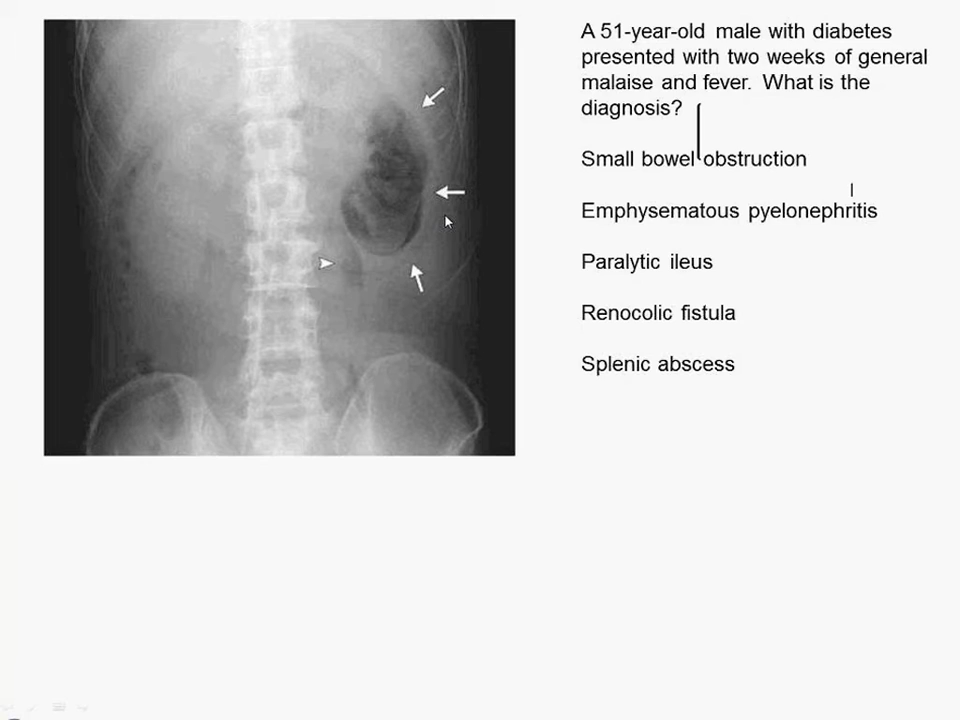 A 51-year-old male with diabetes
presented with two weeks of general
malaise and fever. What is the
diagnosis?
Small bowel obstruction
Emphysematous pyelonephritis
Paralytic ileus
Renocolic fistula
Splenic abscess